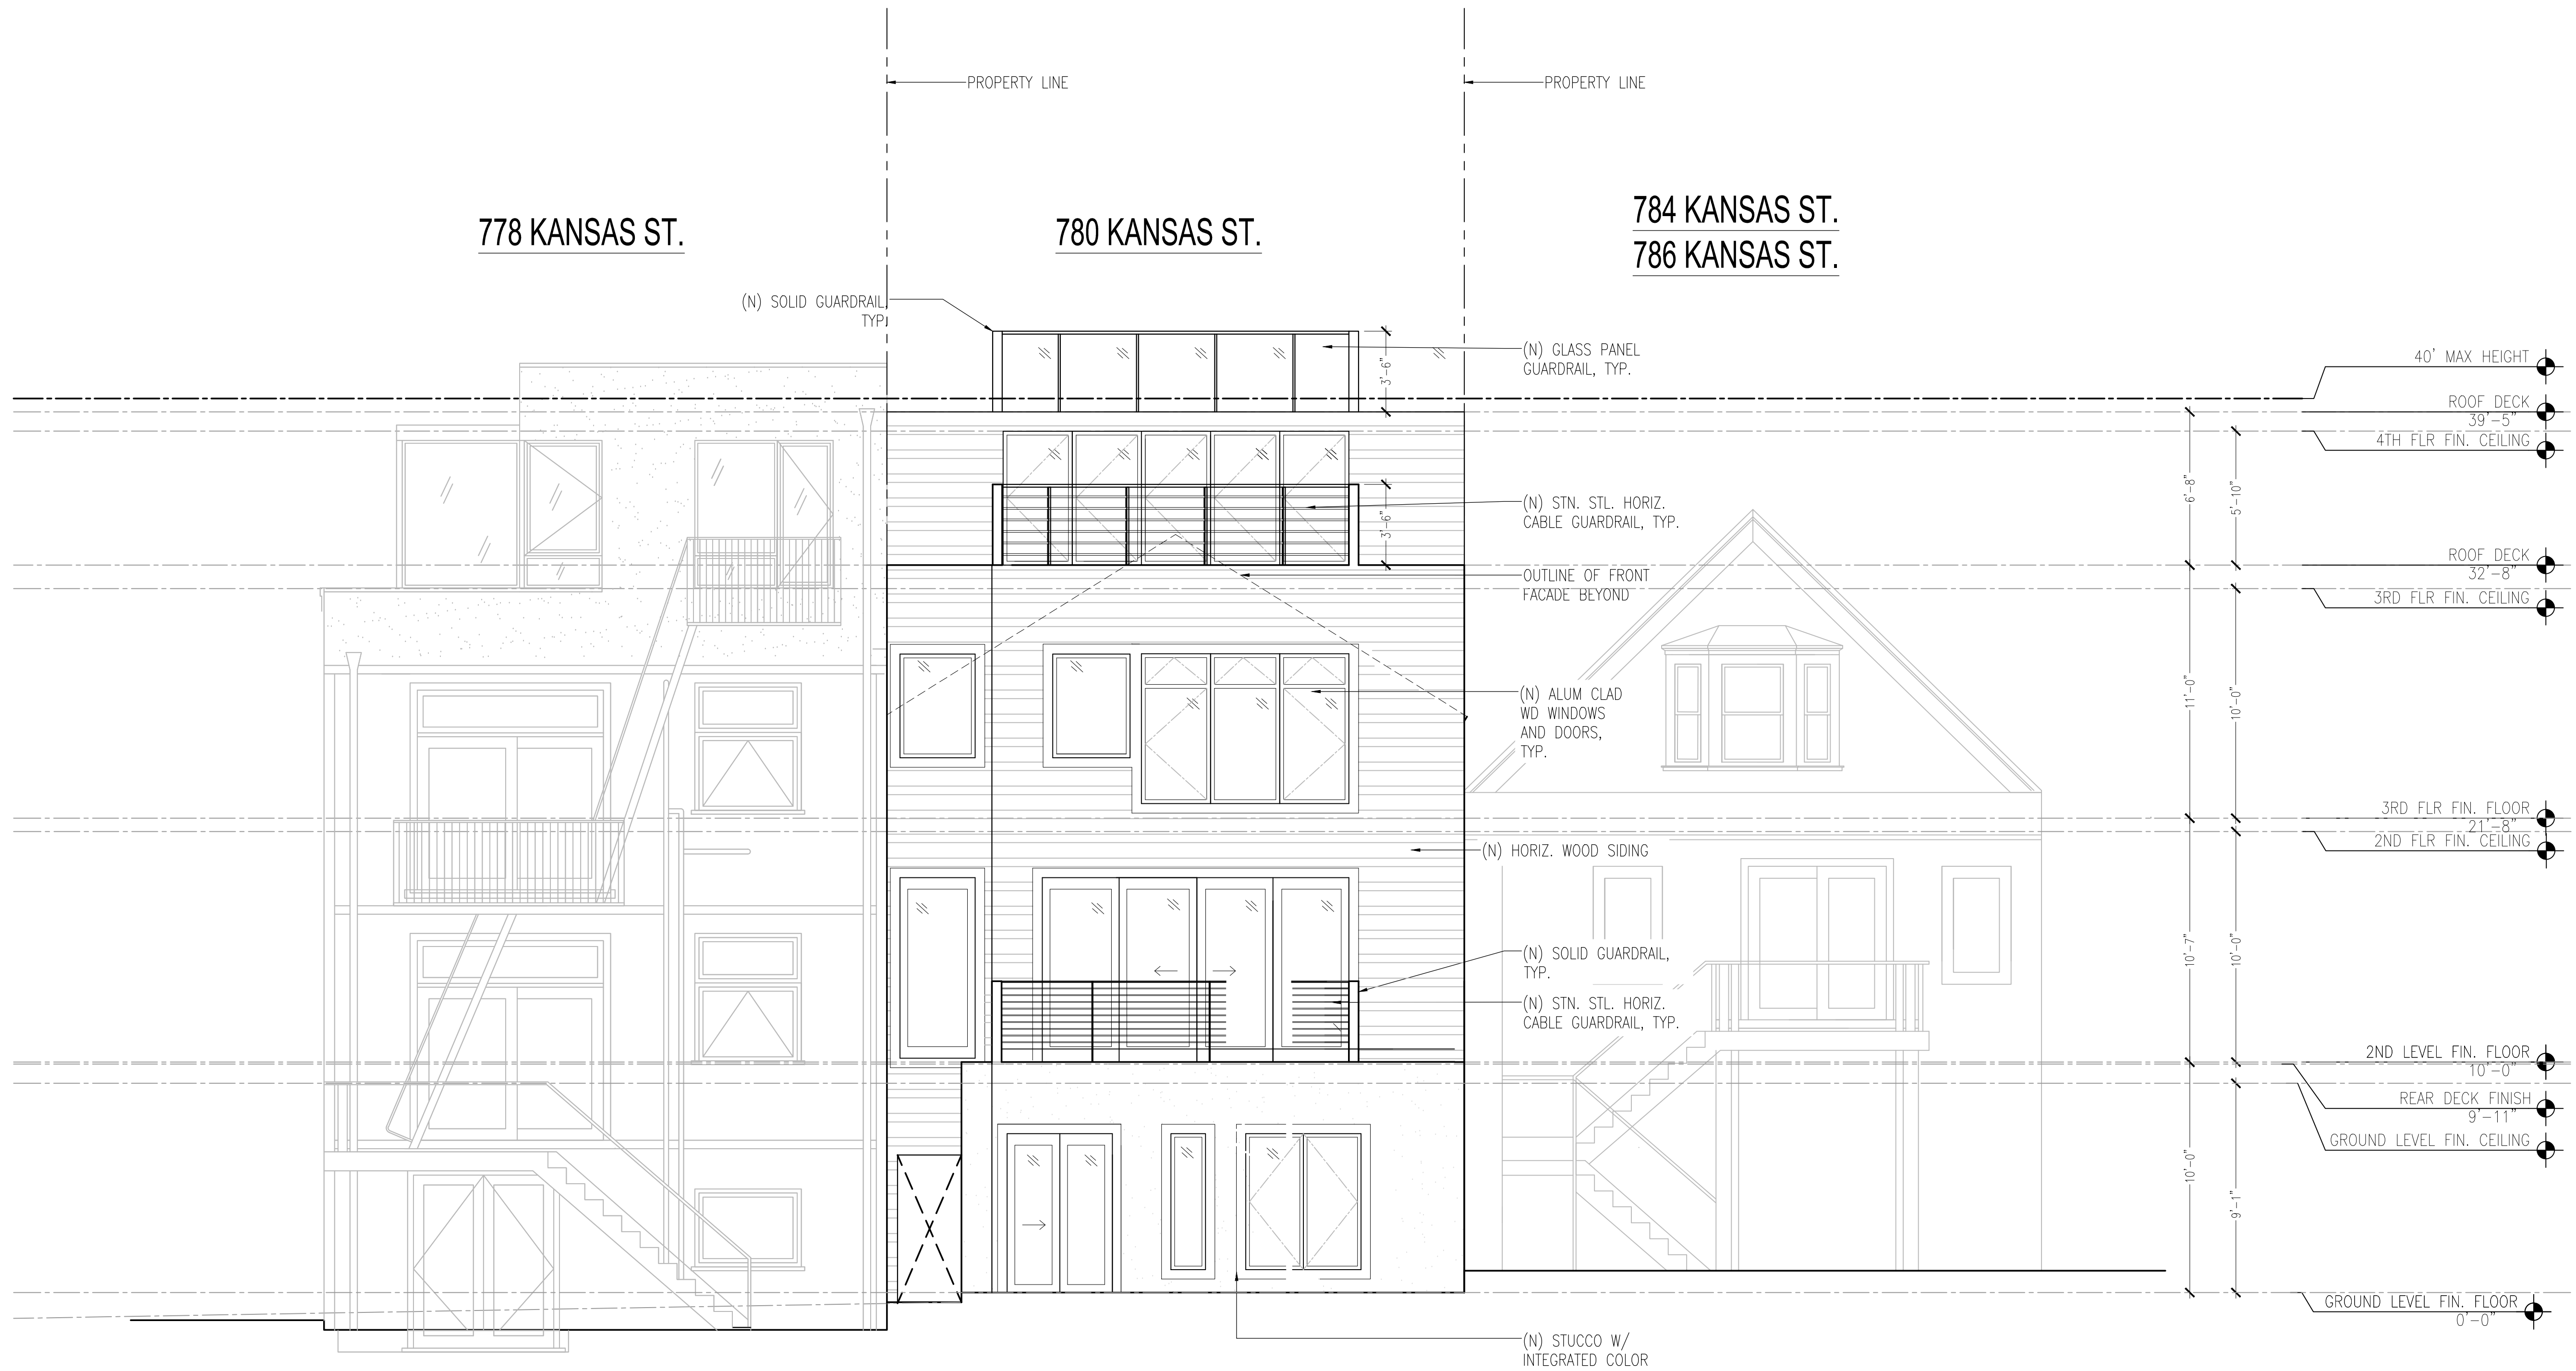 PROPERTY LINE
PROPERTY LINE
778 KANSAS ST.
780 KANSAS ST.
784 KANSAS ST.
786 KANSAS ST.
(N) SOLID GUARDRAIL,
TYP.
(N) GLASS PANEL
GUARDRAIL, TYP.
3'-6"
(N) STN. STL. HORIZ.
CABLE GUARDRAIL, TYP.
3'-6"
OUTLINE OF FRONT
FACADE BEYOND
(N) ALUM CLAD
WD WINDOWS
AND DOORS,
TYP.
(N) HORIZ. WOOD SIDING
(N) SOLID GUARDRAIL,
TYP.
(N) STN. STL. HORIZ.
CABLE GUARDRAIL, TYP.
(N) STUCCO W/
INTEGRATED COLOR
6'-8"
11'-0"
10'-7"
10'-0"
5'-10"
10'-0"
10'-0"
9'-1"
40' MAX HEIGHT
ROOF DECK
39'-5"
4TH FLR FIN. CEILING
ROOF DECK
32'-8"
3RD FLR FIN. CEILING
3RD FLR FIN. FLOOR
21'-8"
2ND FLR FIN. CEILING
2ND LEVEL FIN. FLOOR
10'-0"
REAR DECK FINISH
9'-11"
GROUND LEVEL FIN. CEILING
GROUND LEVEL FIN. FLOOR
0'-0"